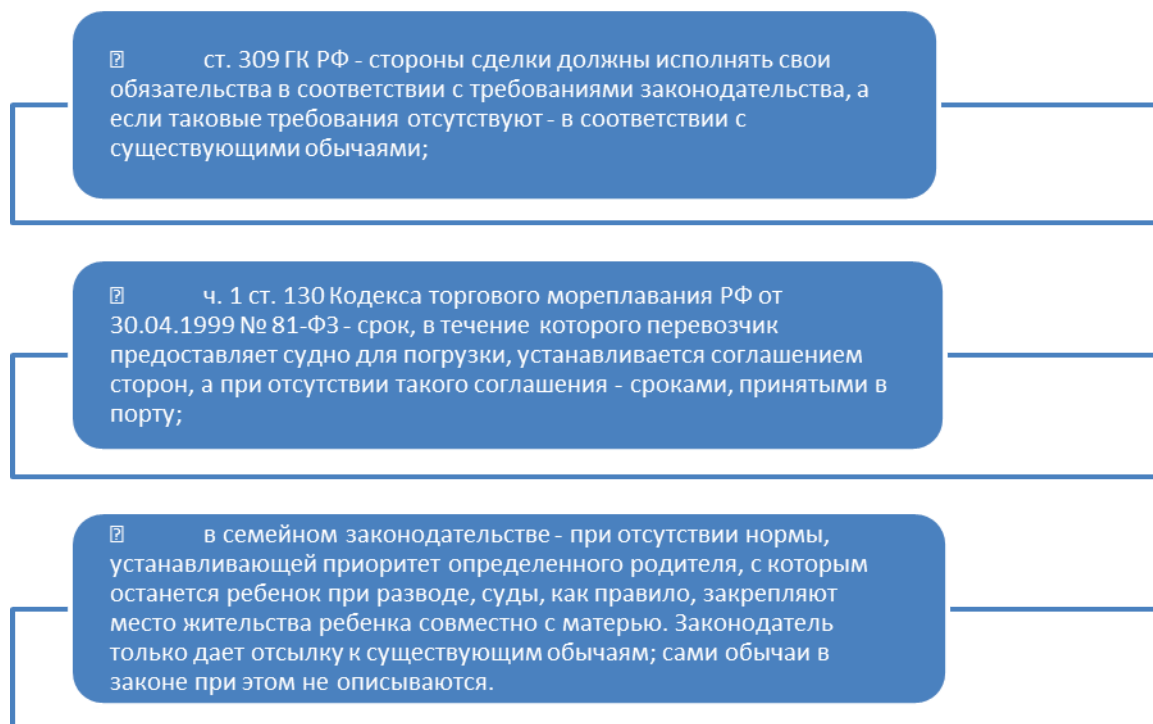 ст. 309 ГК РФ - стороны сделки должны исполнять свои
обязательства в соответствии с требованиями законодательства, а
если таковые требования отсутствуют - в соответствии с
существующими обычаями;
ч. 1 ст. 130 Кодекса торгового мореплавания РФ от
30.04.1999 № 81-ФЗ - срок, в течение которого перевозчик
предоставляет судно для погрузки, устанавливается соглашением
сторон, а при отсутствии такого соглашения - сроками, принятыми в
порту;
в семейном законодательстве - при отсутствии нормы,
устанавливающей приоритет определенного родителя, с которым
останется ребенок при разводе, суды, как правило, закрепляют
место жительства ребенка совместно с матерью. Законодатель
только дает отсылку к существующим обычаям; сами обычаи в
законе при этом не описываются.